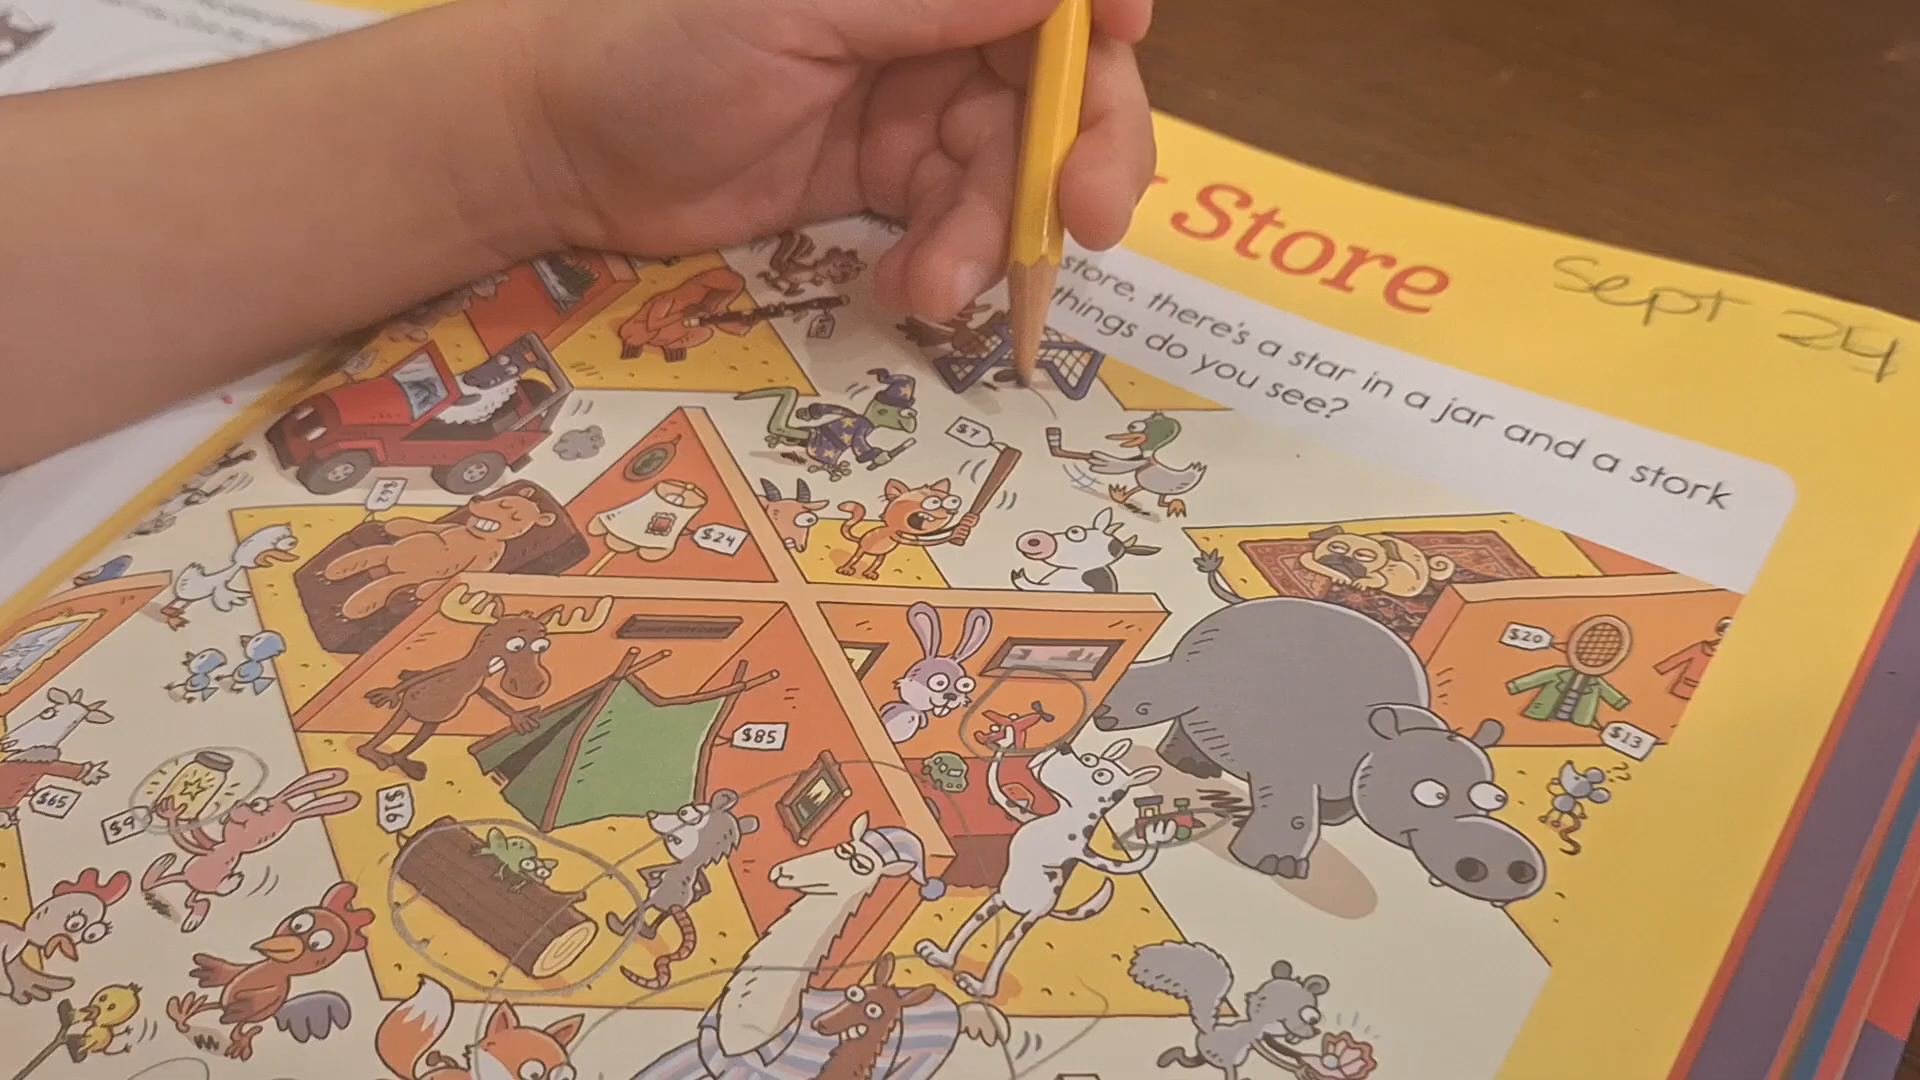 Store
Sept 24
store, there's a star in a jar and a stork
things do you see?
$7
$62
$24
$20
$13
$85
$65
$9
$16